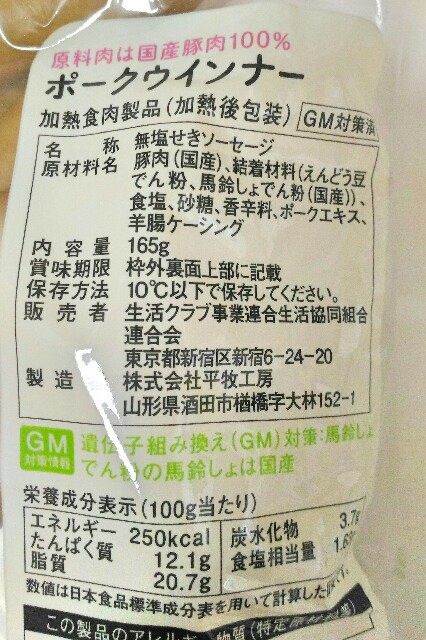 原料肉は国産豚肉100%
ポークウインナー
加熱食肉製品(加熱後包装) GM対策済
名称 無塩せきソーセージ
原材料名 豚肉(国産)、結着材料(えんどう豆
でん粉、馬鈴しょでん粉(国産))、
食塩、砂糖、香辛料、ポークエキス、
羊腸ケーシング
内容量 165g
賞味期限 枠外裏面上部に記載
保存方法 10℃以下で保存してください。
販売者 生活クラブ事業連合生活協同組合
連合会
東京都新宿区新宿6-24-20
製造 株式会社平牧工房
山形県酒田市楢橋字大林152-1
GM 対策情報 遺伝子組み換え(GM)対策:馬鈴しょ
でん粉の馬鈴しょは国産
栄養成分表示(100g当たり)
エネルギー 250kcal 炭水化物 3.7g
たんぱく質 12.1g 食塩相当量
脂質 20.7g
数値は日本食品標準成分表を用いて計算した
この製品のアレルギー物質(特定原材料等)